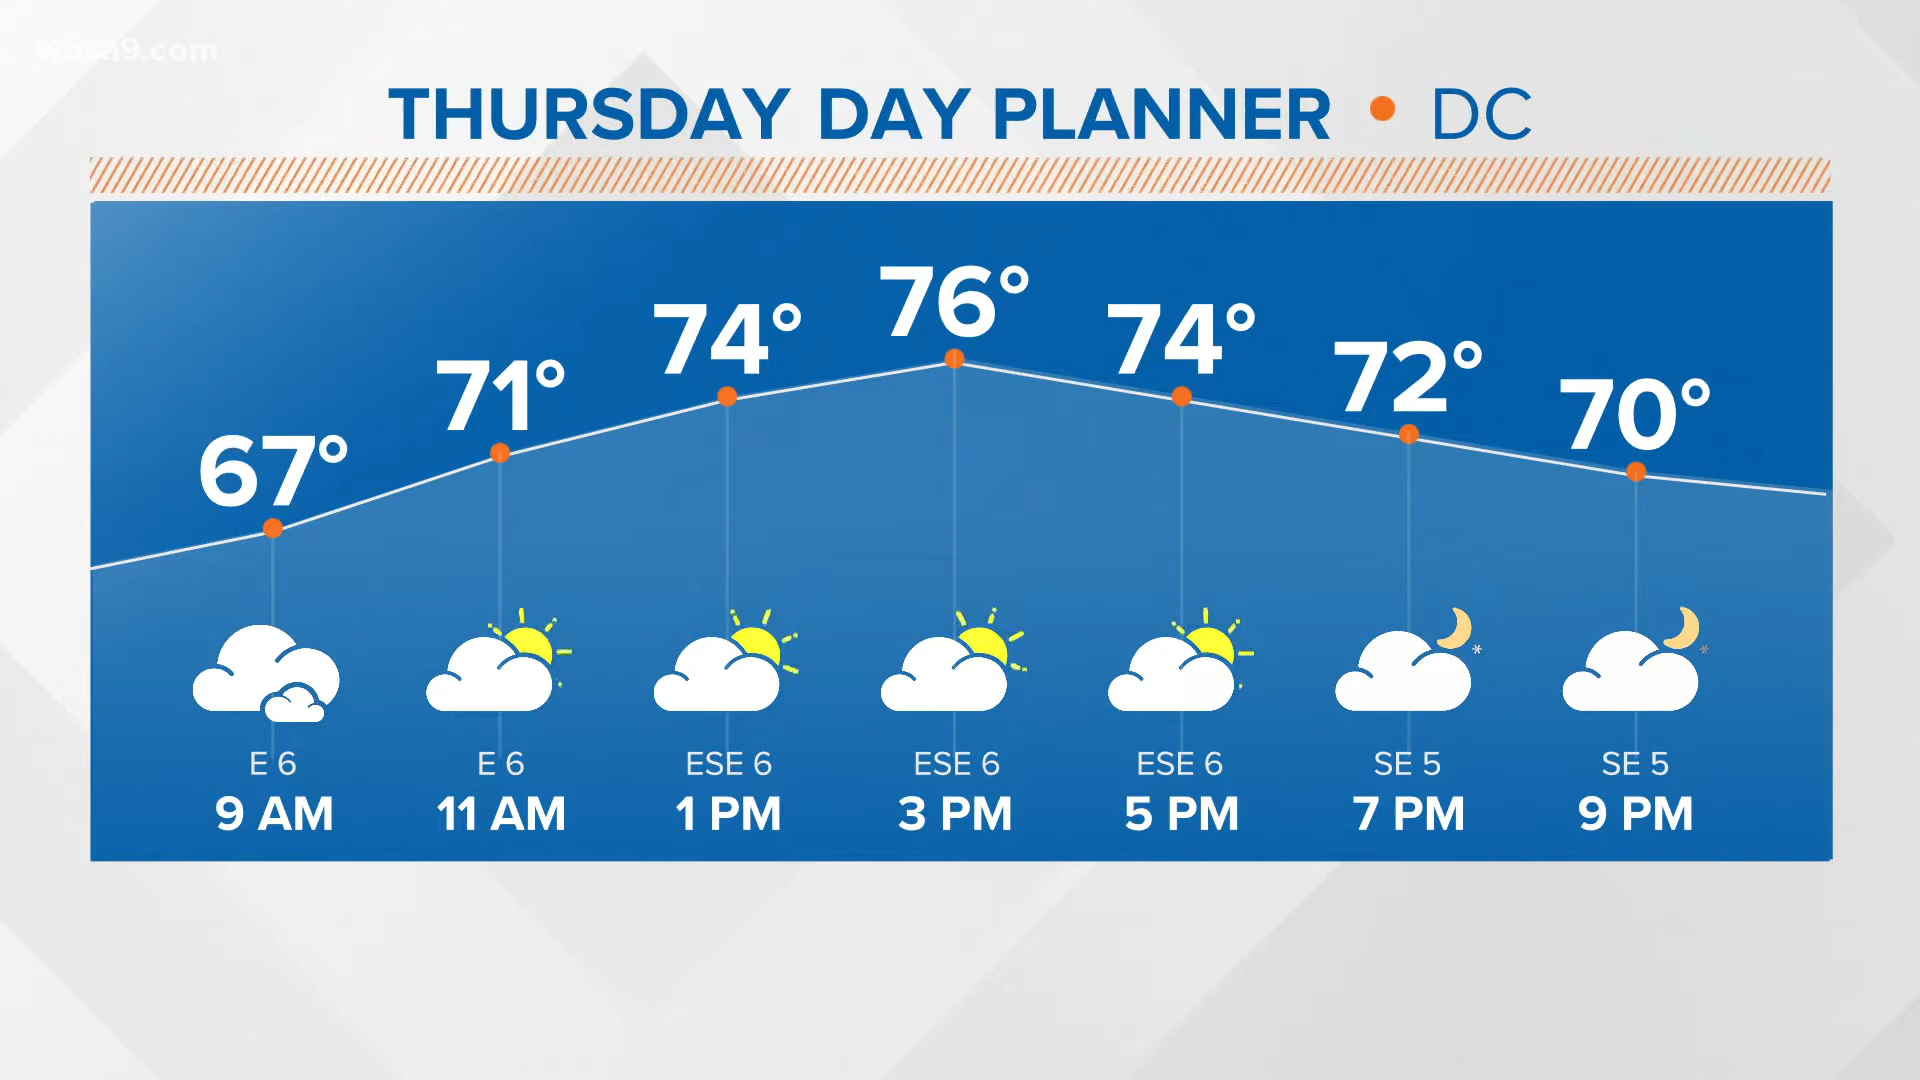 wusa9.com
THURSDAY DAY PLANNER • DC
67° 71° 74° 76° 74° 72° 70°
E 6 E 6 ESE 6 ESE 6 ESE 6 SE 5 SE 5
9 AM 11 AM 1 PM 3 PM 5 PM 7 PM 9 PM